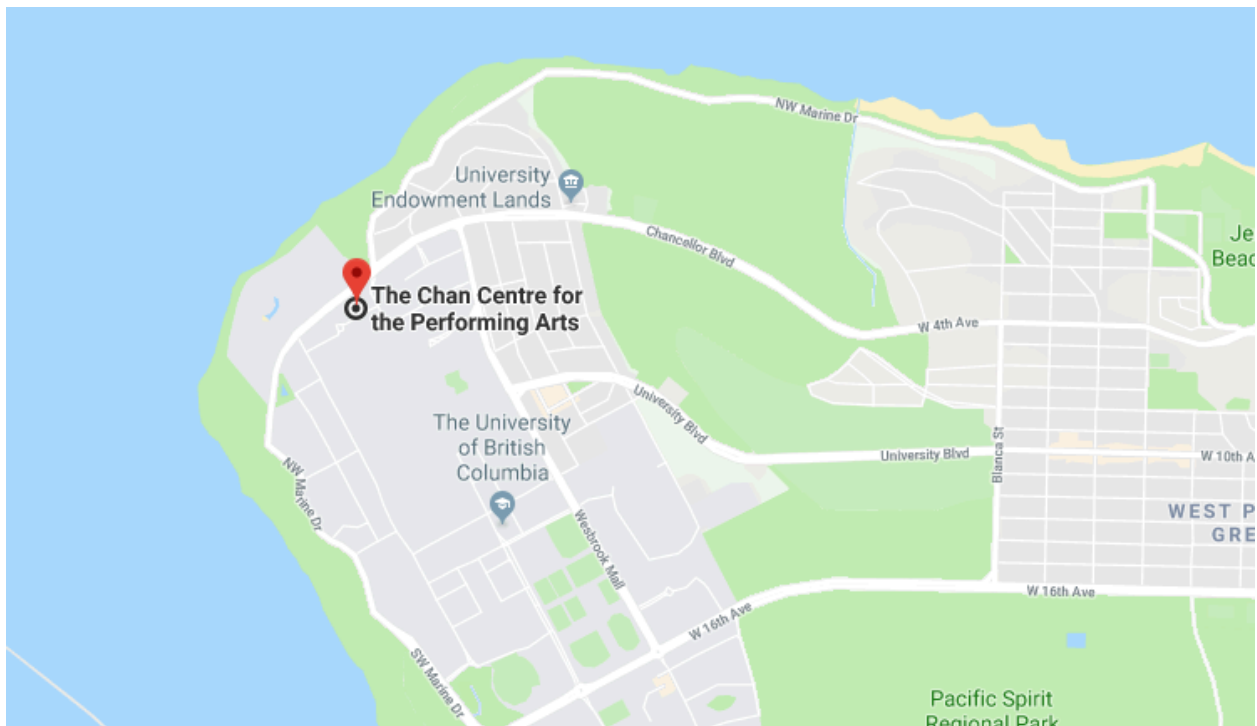 NW Marine Dr
University
Endowment Lands
Chancellor Blvd
Je
Beac
The Chan Centre for
the Performing Arts
W 4th Ave
University Blvd
The University
of British
Columbia
University Blvd
Blanca St
W 10th A
NW Marine Dr
Wesbrook Mall
WEST P
GRE
W 16th Ave
W 16th Ave
SW Marine Dr
Pacific Spirit
Regional Park